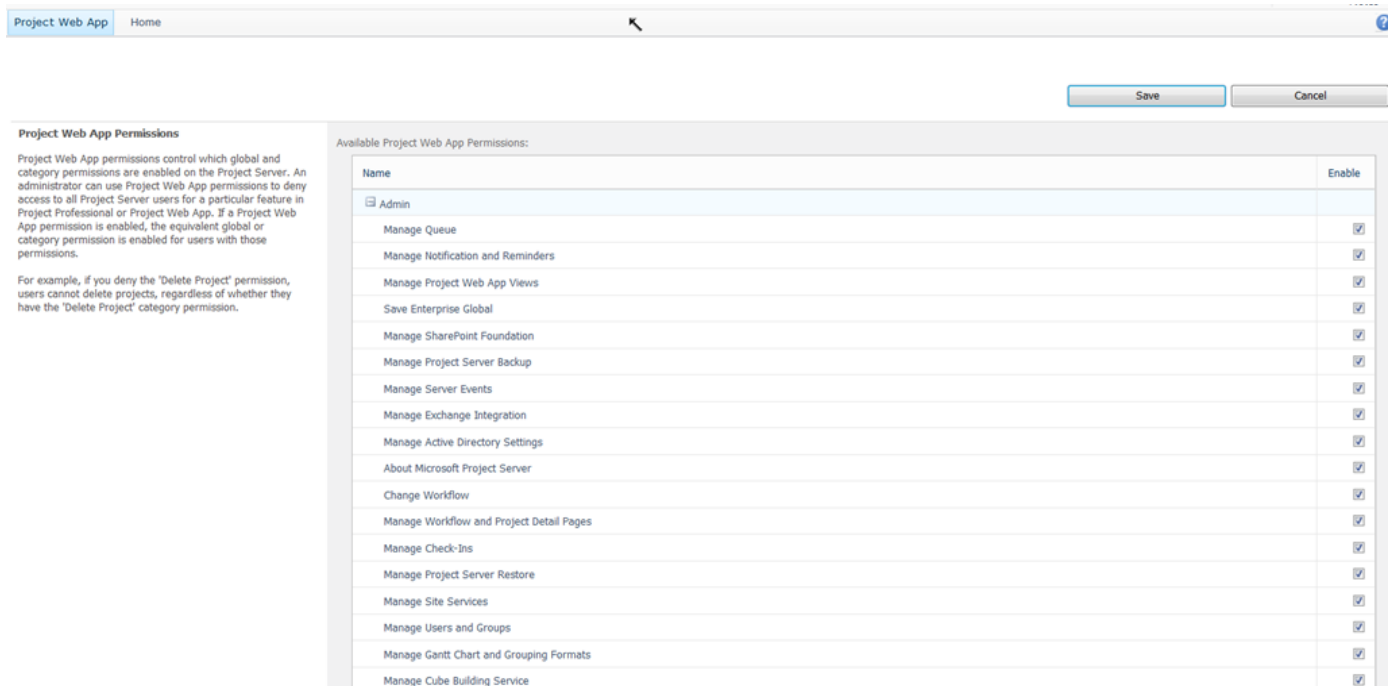 Project Web App Home
Save Cancel
Project Web App Permissions
Project Web App permissions control which global and
category permissions are enabled on the Project Server. An
administrator can use Project Web App permissions to deny
access to all Project Server users for a particular feature in
Project Professional or Project Web App. If a Project Web
App permission is enabled, the equivalent global or
category permission is enabled for users with those
permissions.
For example, if you deny the 'Delete Project' permission,
users cannot delete projects, regardless of whether they
have the 'Delete Project' category permission.
Available Project Web App Permissions:
Name Enable
Admin
Manage Queue
Manage Notification and Reminders
Manage Project Web App Views
Save Enterprise Global
Manage SharePoint Foundation
Manage Project Server Backup
Manage Server Events
Manage Exchange Integration
Manage Active Directory Settings
About Microsoft Project Server
Change Workflow
Manage Workflow and Project Detail Pages
Manage Check-Ins
Manage Project Server Restore
Manage Site Services
Manage Users and Groups
Manage Gantt Chart and Grouping Formats
Manage Cube Building Service